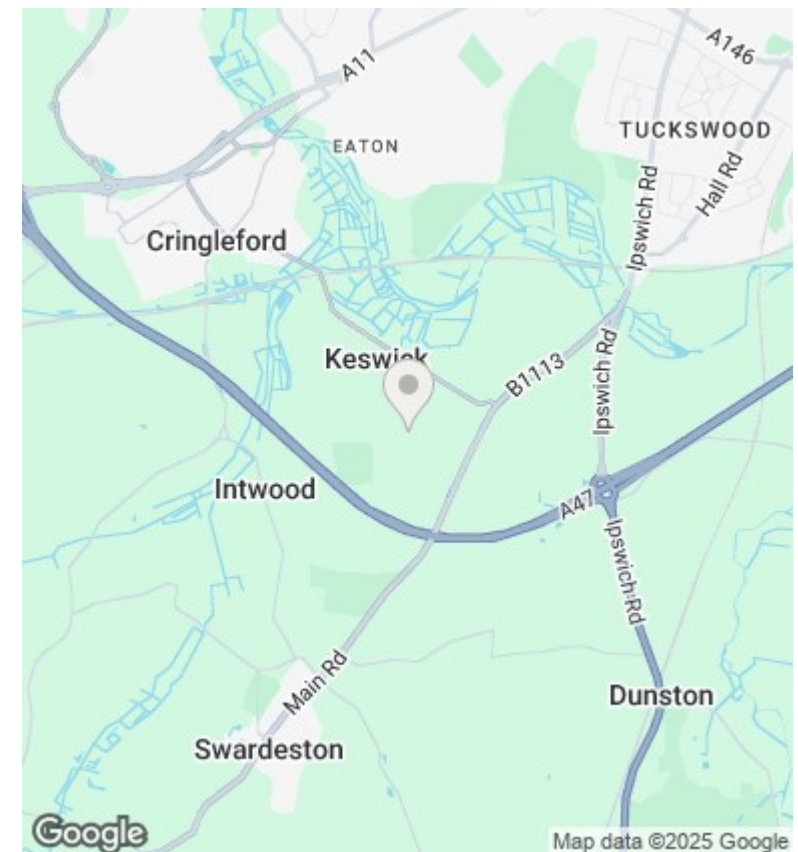 A146
A11
TUCKSWOOD
EATON
Hall Rd
Ipswich Rd
Cringleford
Keswick
B1113
Ipswich Rd
Intwood
A47
Ipswich Rd
Main Rd
Dunston
Swardeston
Google
Map data ©2025 Google